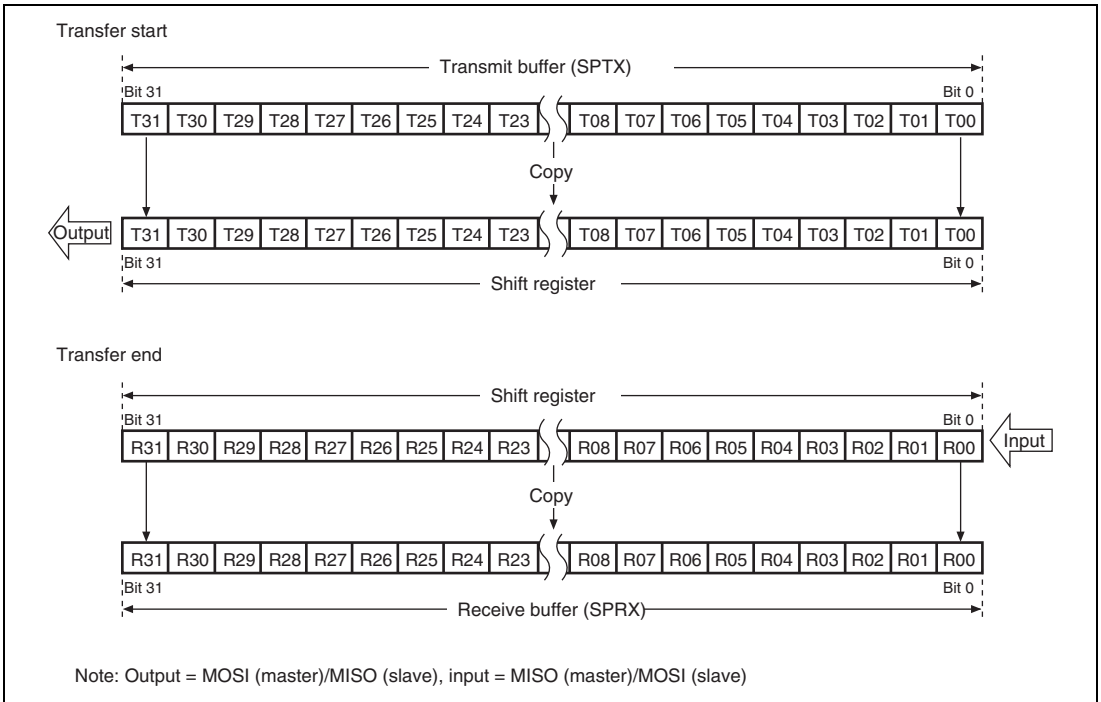 Transfer start
Transmit buffer (SPTX)
Bit 31 Bit 0
T31 T30 T29 T28 T27 T26 T25 T24 T23 T08 T07 T06 T05 T04 T03 T02 T01 T00
Copy
Output
T31 T30 T29 T28 T27 T26 T25 T24 T23 T08 T07 T06 T05 T04 T03 T02 T01 T00
Bit 31 Bit 0
Shift register
Transfer end
Shift register
Bit 31 Bit 0
R31 R30 R29 R28 R27 R26 R25 R24 R23 R08 R07 R06 R05 R04 R03 R02 R01 R00
Input
Copy
R31 R30 R29 R28 R27 R26 R25 R24 R23 R08 R07 R06 R05 R04 R03 R02 R01 R00
Bit 31 Bit 0
Receive buffer (SPRX)
Note: Output = MOSI (master)/MISO (slave), input = MISO (master)/MOSI (slave)